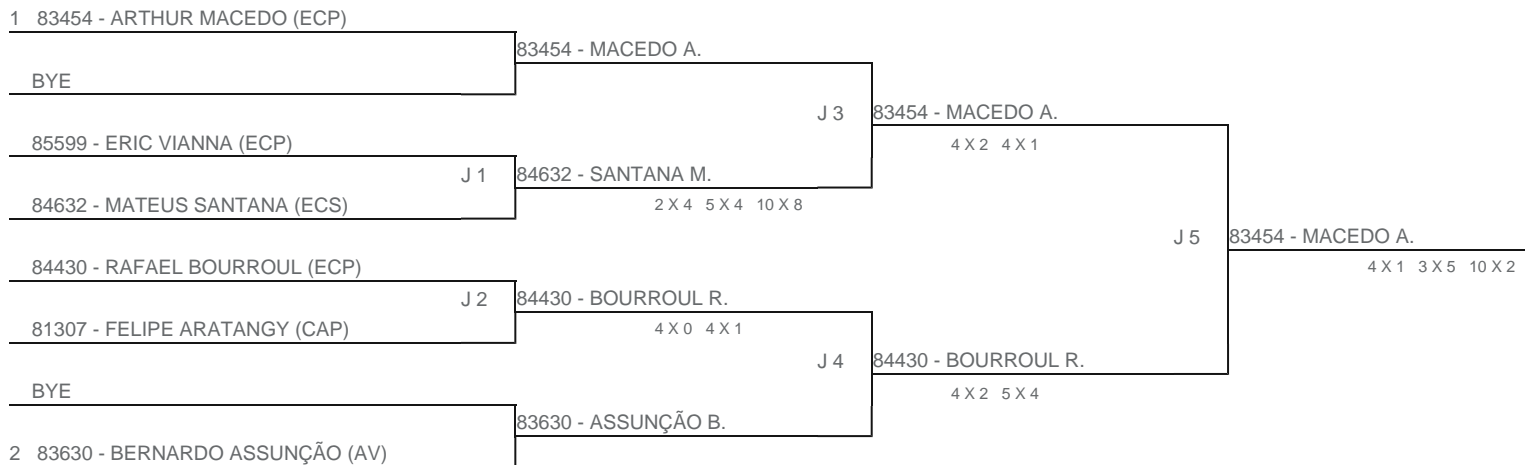 1 83454 - ARTHUR MACEDO (ECP)
83454 - MACEDO A.
BYE
J 3
83454 - MACEDO A.
4 X 2 4 X 1
85599 - ERIC VIANNA (ECP)
J 1
84632 - SANTANA M.
2 X 4 5 X 4 10 X 8
84632 - MATEUS SANTANA (ECS)
J 5
83454 - MACEDO A.
4 X 1 3 X 5 10 X 2
84430 - RAFAEL BOURROUL (ECP)
J 2
84430 - BOURROUL R.
4 X 0 4 X 1
81307 - FELIPE ARATANGY (CAP)
J 4
84430 - BOURROUL R.
4 X 2 5 X 4
BYE
83630 - ASSUNÇÃO B.
2 83630 - BERNARDO ASSUNÇÃO (AV)